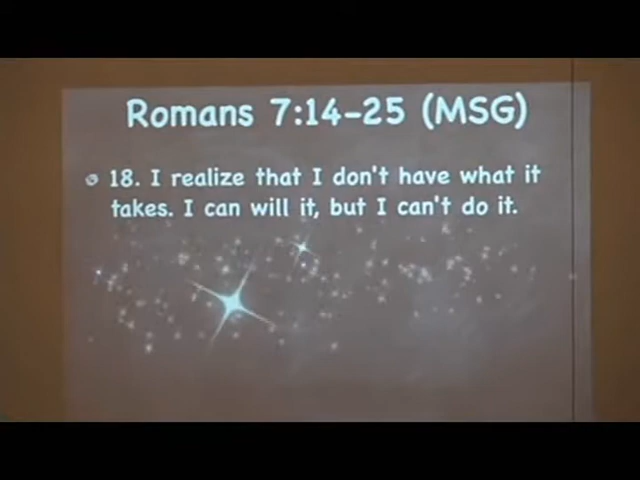 Romans 7:14-25 (MSG)
18. I realize that I don't have what it
takes. I can will it, but I can't do it.